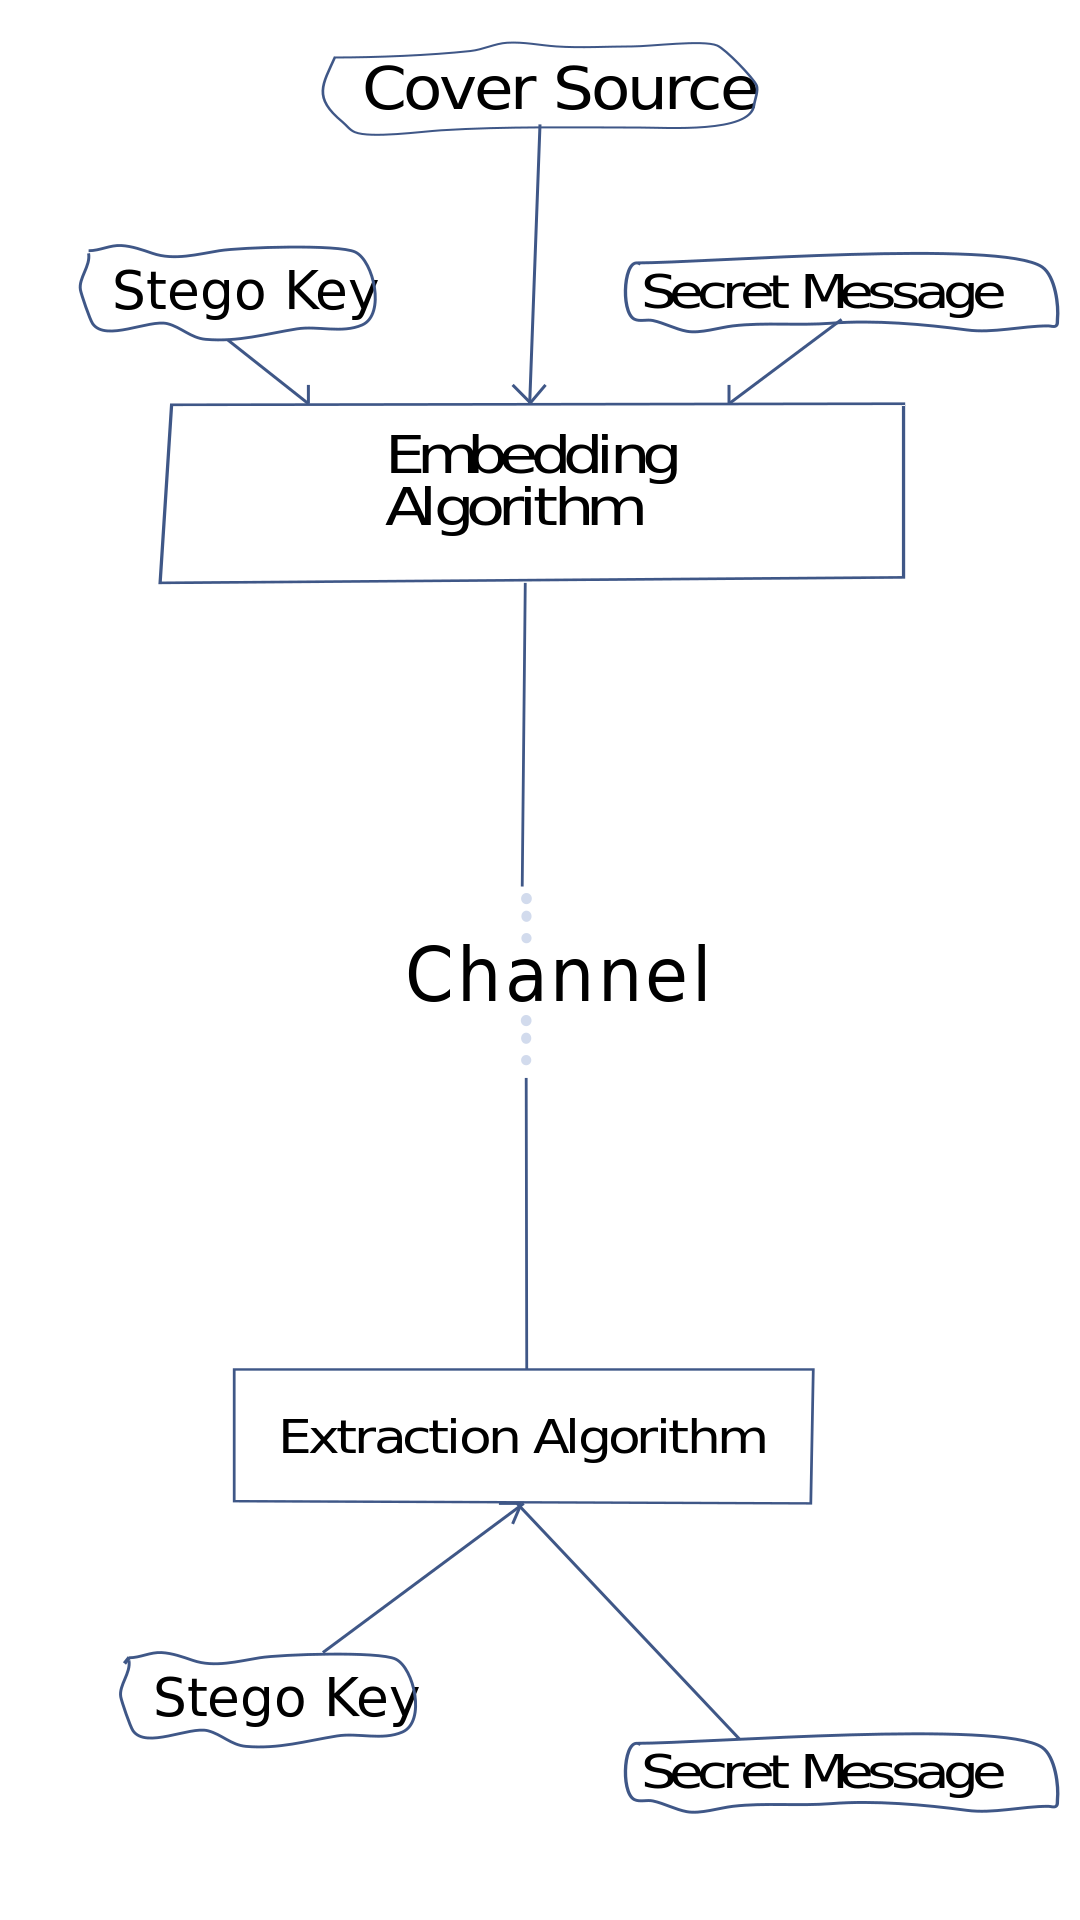 Cover Source
Stego Key
Secret Message
Embedding
Algorithm
Channel
Extraction Algorithm
Stego Key
Secret Message